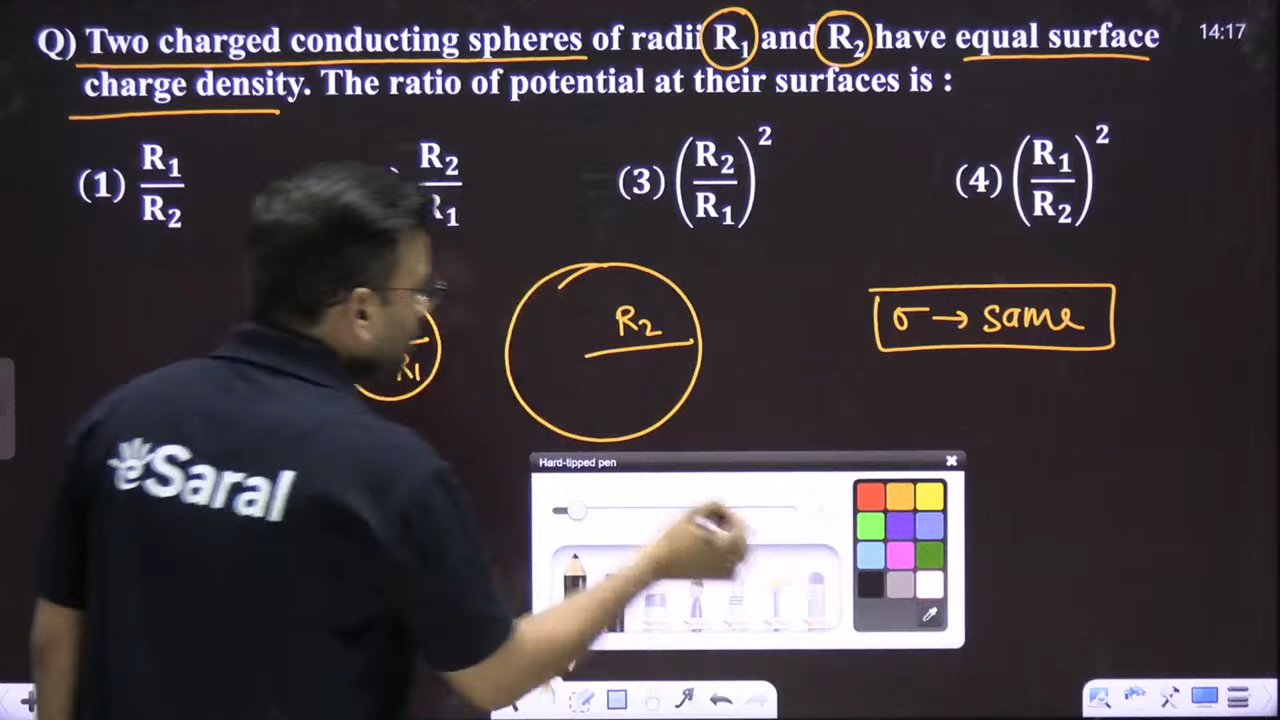 Q) Two charged conducting spheres of radii R₁ and R₂ have equal surface
charge density. The ratio of potential at their surfaces is :
14:17
(1) R₁/R₂
) R₂/R₁
(3) (R₂/R₁)²
(4) (R₁/R₂)²
R₁
R₂
σ → same
eSaral
Hard-tipped pen